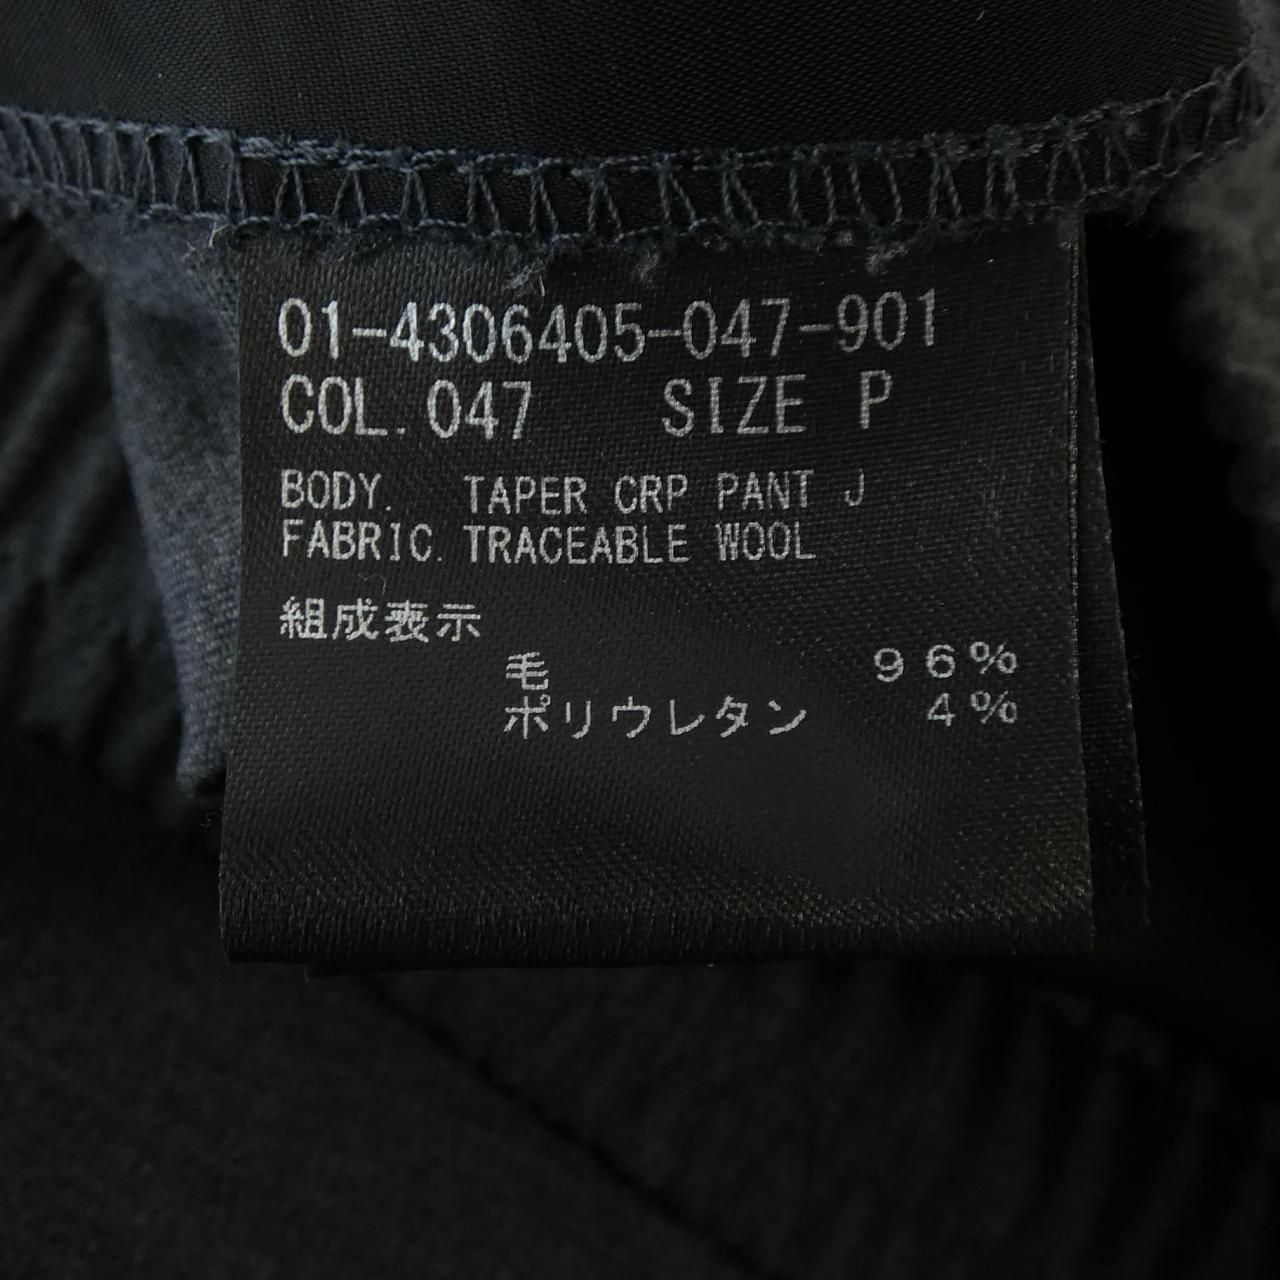 01-4306405-047-901
COL. 047 SIZE P
BODY. TAPER CRP PANT J
FABRIC. TRACEABLE WOOL
組成表示
毛 96%
ポリウレタン 4%